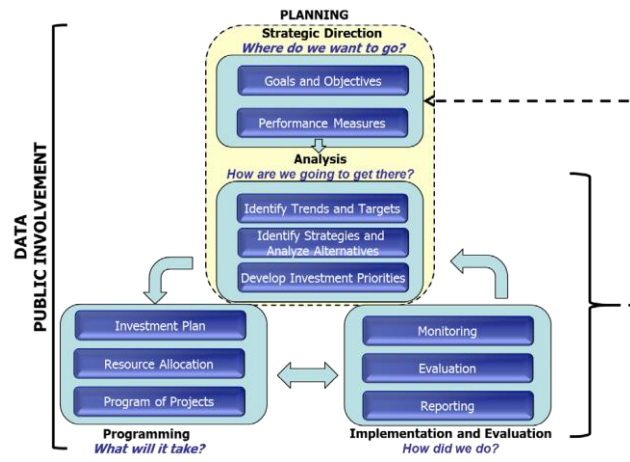 PLANNING
Strategic Direction
Where do we want to go?
Goals and Objectives
Performance Measures
Analysis
How are we going to get there?
Identify Trends and Targets
Identify Strategies and
Analyze Alternatives
Develop Investment Priorities
DATA
PUBLIC INVOLVEMENT
Investment Plan
Resource Allocation
Program of Projects
Programming
What will it take?
Monitoring
Evaluation
Reporting
Implementation and Evaluation
How did we do?